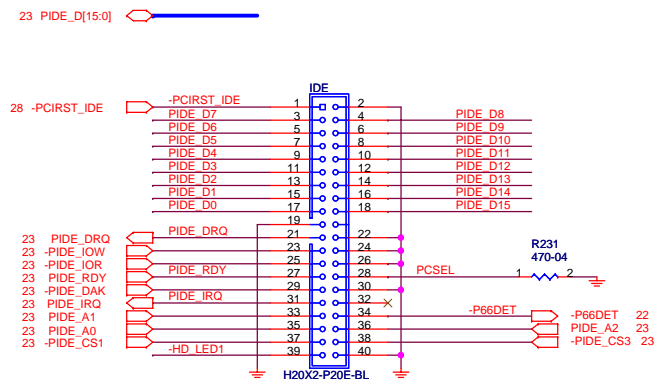 23 PIDE_D[15:0]
IDE
28 -PCIRST_IDE -PCIRST_IDE 1 2
PIDE_D7 3 4 PIDE_D8
PIDE_D6 5 6 PIDE_D9
PIDE_D5 7 8 PIDE_D10
PIDE_D4 9 10 PIDE_D11
PIDE_D3 11 12 PIDE_D12
PIDE_D2 13 14 PIDE_D13
PIDE_D1 15 16 PIDE_D14
PIDE_D0 17 18 PIDE_D15
19
23 PIDE_DRQ PIDE_DRQ 21 22
23 -PIDE_IOW 23 24
R231
470-04
23 -PIDE_IOR 25 26
23 PIDE_RDY PIDE_RDY 27 28 PCSEL 1 2
23 -PIDE_DAK 29 30
23 PIDE_IRQ PIDE_IRQ 31 32
23 PIDE_A1 33 34 -P66DET -P66DET 22
23 PIDE_A0 35 36 PIDE_A2 23
23 -PIDE_CS1 37 38 -PIDE_CS3 23
-HD_LED1 39 40
H20X2-P20E-BL